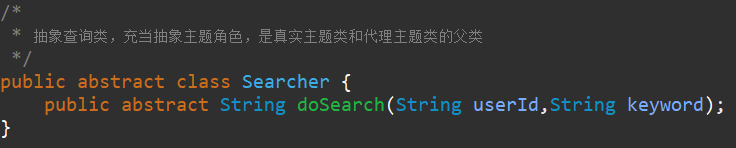 /*
 * 抽象查询类，充当抽象主题角色，是真实主题类和代理主题类的父类
 */
public abstract class Searcher {
    public abstract String doSearch(String userId,String keyword);
}